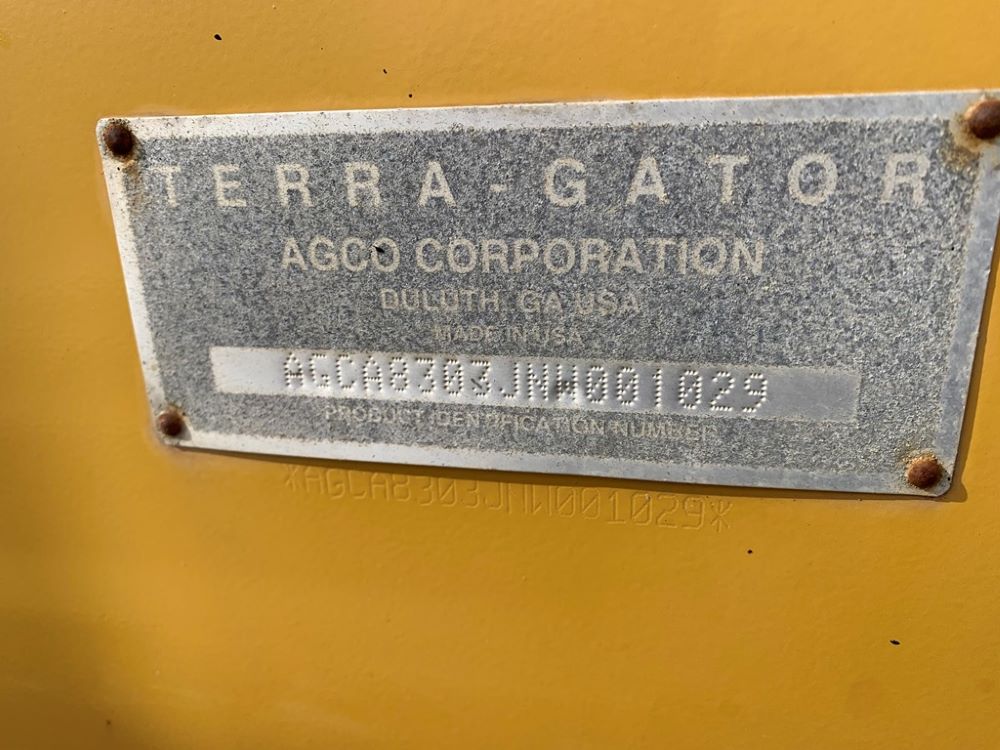 TERRA-GATOR
AGCO CORPORATION
DULUTH, GA USA
MADE IN USA
AGCA8303JNW001029
PRODUCT IDENTIFICATION NUMBER
*AGCA8303JNW001029*